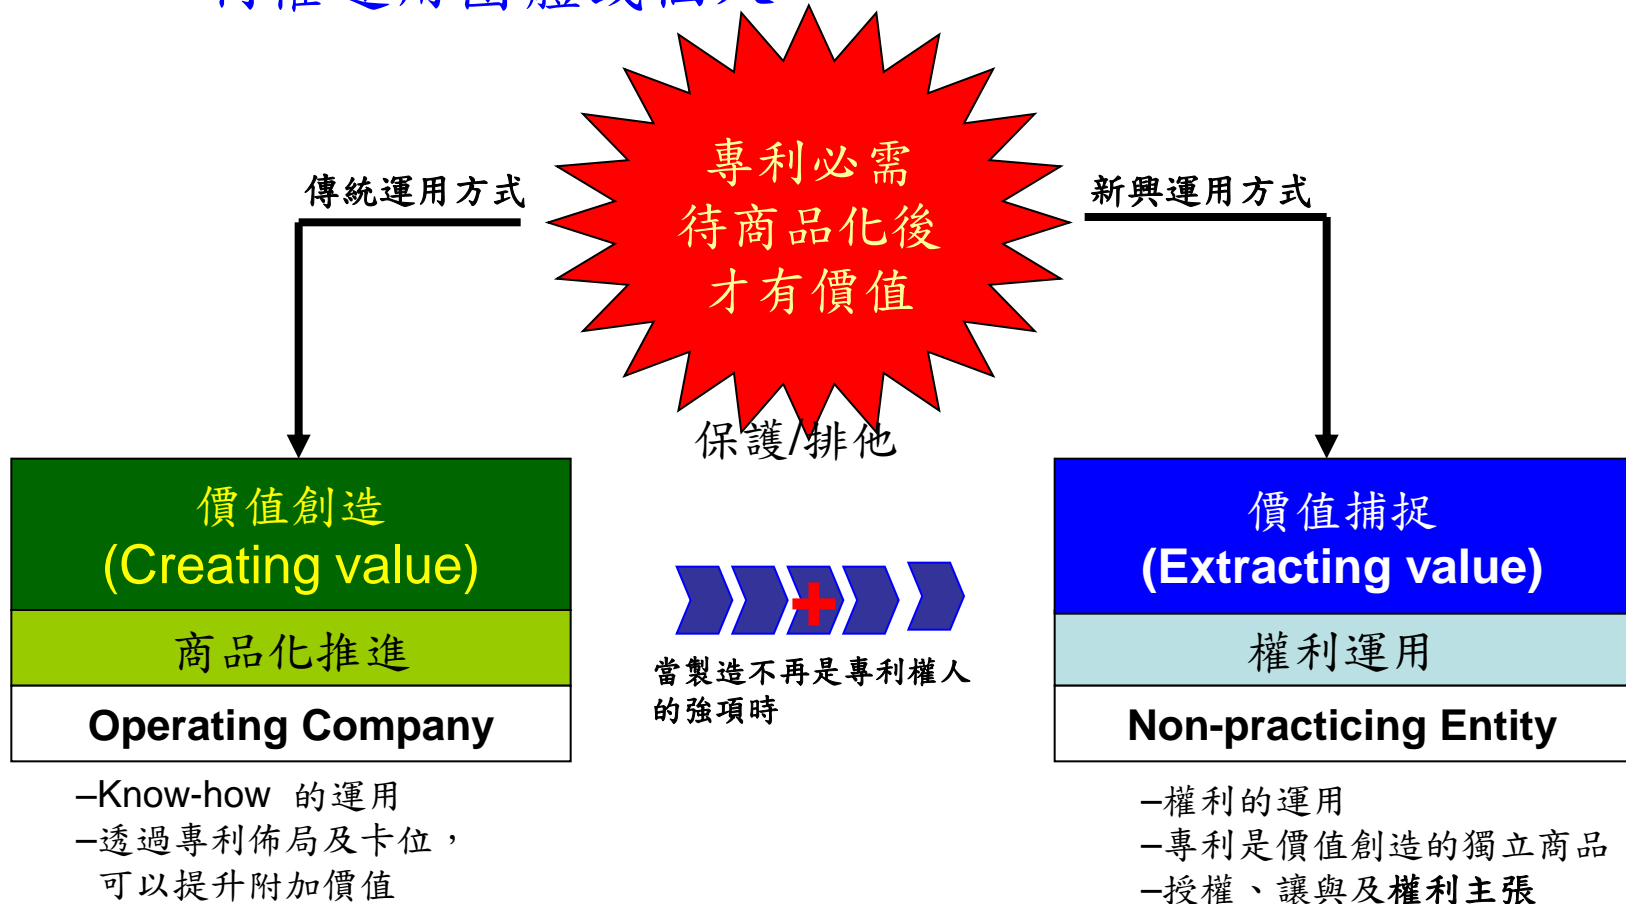 專利必需
待商品化後
才有價值
傳統運用方式
新興運用方式
保護/排他
價值創造
(Creating value)
商品化推進
Operating Company
–Know-how 的運用
–透過專利佈局及卡位，
可以提升附加價值
當製造不再是專利權人
的強項時
價值捕捉
(Extracting value)
權利運用
Non-practicing Entity
–權利的運用
–專利是價值創造的獨立商品
–授權、讓與及權利主張